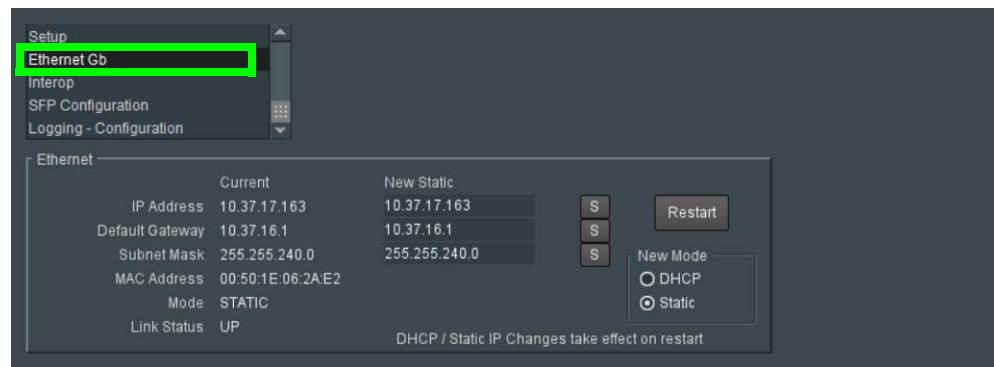 Setup
Ethernet Gb
Interop
SFP Configuration
Logging - Configuration
Ethernet
Current New Static
IP Address 10.37.17.163 10.37.17.163 S Restart
Default Gateway 10.37.16.1 10.37.16.1 S
Subnet Mask 255.255.240.0 255.255.240.0 S New Mode
MAC Address 00:50:1E:06:2A:E2 DHCP
Mode STATIC Static
Link Status UP
DHCP / Static IP Changes take effect on restart